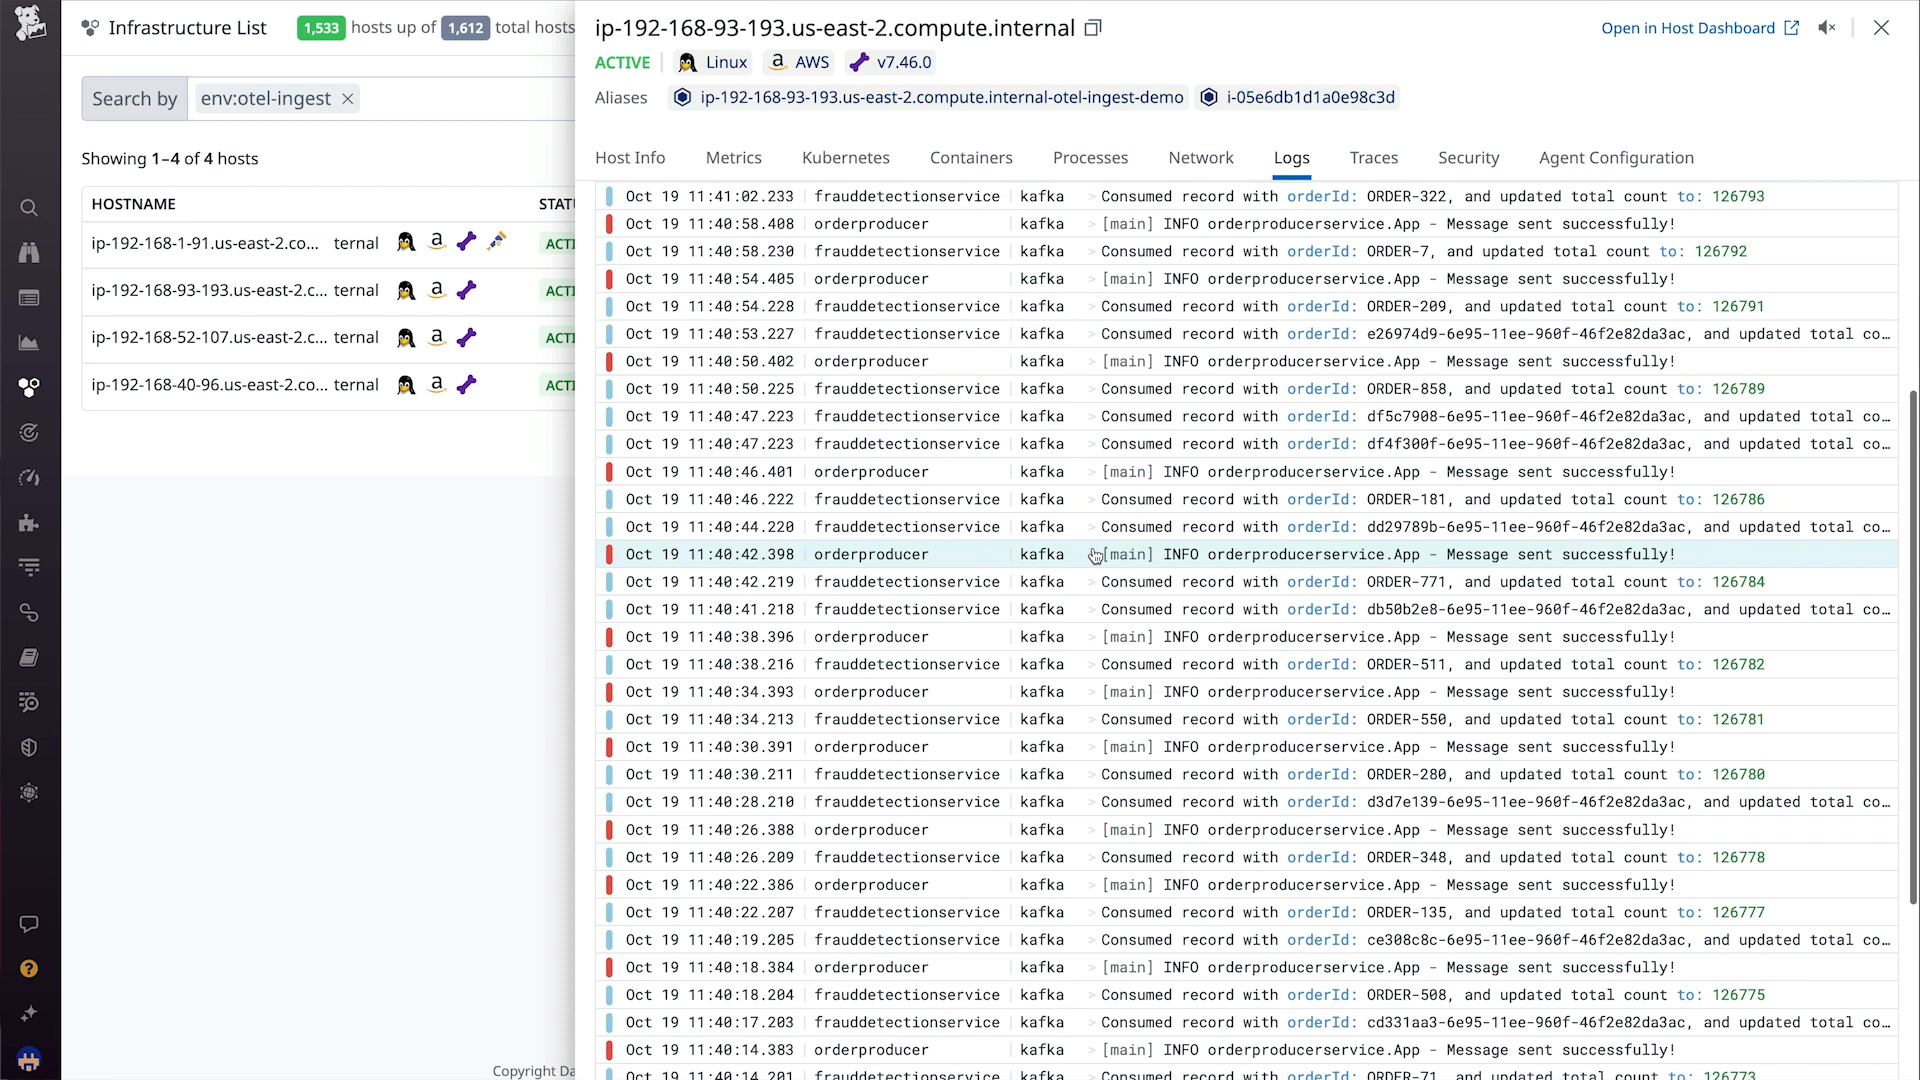 Infrastructure List 1,533 hosts up of 1,612 total hosts
Search by env:otel-ingest
Showing 1–4 of 4 hosts
HOSTNAME
ip-192-168-1-91.us-east-2.co... ternal
ip-192-168-93-193.us-east-2.c... ternal
ip-192-168-52-107.us-east-2.c... ternal
ip-192-168-40-96.us-east-2.co... ternal
Copyright
ip-192-168-93-193.us-east-2.compute.internal
Open in Host Dashboard
ACTIVE Linux AWS v7.46.0
Aliases ip-192-168-93-193.us-east-2.compute.internal-otel-ingest-demo i-05e6db1d1a0e98c3d
Host Info Metrics Kubernetes Containers Processes Network Logs Traces Security Agent Configuration
Oct 19 11:41:02.233 frauddetectionservice kafka > Consumed record with orderId: ORDER-322, and updated total count to: 126793
Oct 19 11:40:58.408 orderproducer kafka > [main] INFO orderproducerservice.App - Message sent successfully!
Oct 19 11:40:58.230 frauddetectionservice kafka > Consumed record with orderId: ORDER-7, and updated total count to: 126792
Oct 19 11:40:54.405 orderproducer kafka > [main] INFO orderproducerservice.App - Message sent successfully!
Oct 19 11:40:54.228 frauddetectionservice kafka > Consumed record with orderId: ORDER-209, and updated total count to: 126791
Oct 19 11:40:53.227 frauddetectionservice kafka > Consumed record with orderId: e26974d9-6e95-11ee-960f-46f2e82da3ac, and updated total co…
Oct 19 11:40:50.402 orderproducer kafka > [main] INFO orderproducerservice.App - Message sent successfully!
Oct 19 11:40:50.225 frauddetectionservice kafka > Consumed record with orderId: ORDER-858, and updated total count to: 126789
Oct 19 11:40:47.223 frauddetectionservice kafka > Consumed record with orderId: df5c7908-6e95-11ee-960f-46f2e82da3ac, and updated total co…
Oct 19 11:40:47.223 frauddetectionservice kafka > Consumed record with orderId: df4f300f-6e95-11ee-960f-46f2e82da3ac, and updated total co…
Oct 19 11:40:46.401 orderproducer kafka > [main] INFO orderproducerservice.App - Message sent successfully!
Oct 19 11:40:46.222 frauddetectionservice kafka > Consumed record with orderId: ORDER-181, and updated total count to: 126786
Oct 19 11:40:44.220 frauddetectionservice kafka > Consumed record with orderId: dd29789b-6e95-11ee-960f-46f2e82da3ac, and updated total co…
Oct 19 11:40:42.398 orderproducer kafka [main] INFO orderproducerservice.App - Message sent successfully!
Oct 19 11:40:42.219 frauddetectionservice kafka > Consumed record with orderId: ORDER-771, and updated total count to: 126784
Oct 19 11:40:41.218 frauddetectionservice kafka > Consumed record with orderId: db50b2e8-6e95-11ee-960f-46f2e82da3ac, and updated total co…
Oct 19 11:40:38.396 orderproducer kafka > [main] INFO orderproducerservice.App - Message sent successfully!
Oct 19 11:40:38.216 frauddetectionservice kafka > Consumed record with orderId: ORDER-511, and updated total count to: 126782
Oct 19 11:40:34.393 orderproducer kafka > [main] INFO orderproducerservice.App - Message sent successfully!
Oct 19 11:40:34.213 frauddetectionservice kafka > Consumed record with orderId: ORDER-550, and updated total count to: 126781
Oct 19 11:40:30.391 orderproducer kafka > [main] INFO orderproducerservice.App - Message sent successfully!
Oct 19 11:40:30.211 frauddetectionservice kafka > Consumed record with orderId: ORDER-280, and updated total count to: 126780
Oct 19 11:40:28.210 frauddetectionservice kafka > Consumed record with orderId: d3d7e139-6e95-11ee-960f-46f2e82da3ac, and updated total co…
Oct 19 11:40:26.388 orderproducer kafka > [main] INFO orderproducerservice.App - Message sent successfully!
Oct 19 11:40:26.209 frauddetectionservice kafka > Consumed record with orderId: ORDER-348, and updated total count to: 126778
Oct 19 11:40:22.386 orderproducer kafka > [main] INFO orderproducerservice.App - Message sent successfully!
Oct 19 11:40:22.207 frauddetectionservice kafka > Consumed record with orderId: ORDER-135, and updated total count to: 126777
Oct 19 11:40:19.205 frauddetectionservice kafka > Consumed record with orderId: ce308c8c-6e95-11ee-960f-46f2e82da3ac, and updated total co…
Oct 19 11:40:18.384 orderproducer kafka > [main] INFO orderproducerservice.App - Message sent successfully!
Oct 19 11:40:18.204 frauddetectionservice kafka > Consumed record with orderId: ORDER-508, and updated total count to: 126775
Oct 19 11:40:17.203 frauddetectionservice kafka > Consumed record with orderId: cd331aa3-6e95-11ee-960f-46f2e82da3ac, and updated total co…
Oct 19 11:40:14.383 orderproducer kafka > [main] INFO orderproducerservice.App - Message sent successfully!
Oct 19 11:40:14.201 frauddetectionservice kafka > Consumed record with orderId: ORDER-71, and updated total count to: 126773